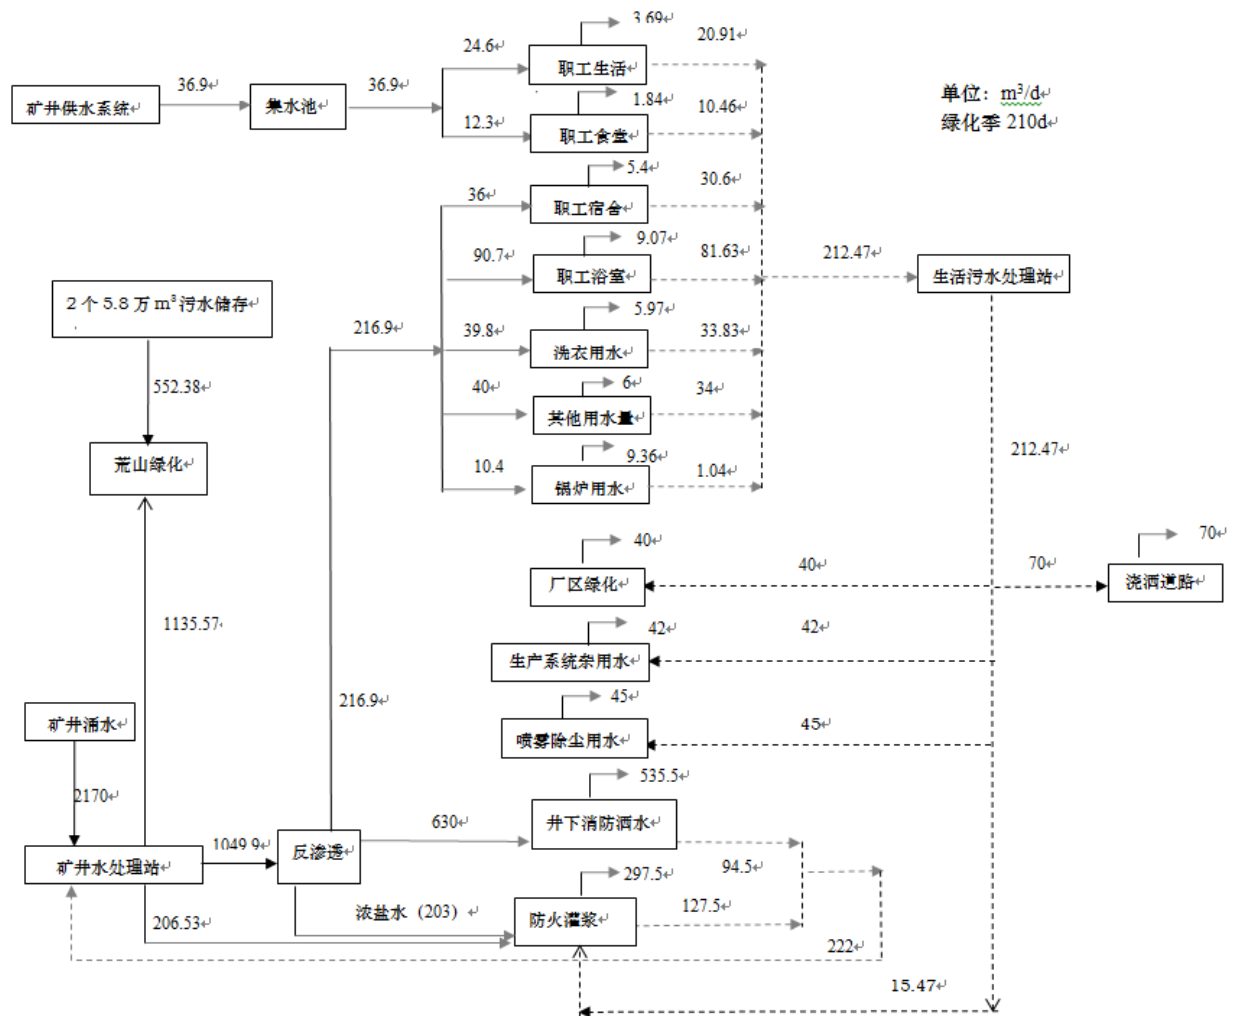 3.69
20.91
24.6
职工生活
36.9
36.9
矿井供水系统
集水池
单位：m³/d
绿化季 210d
1.84
10.46
12.3
职工食堂
5.4
30.6
36
职工宿舍
9.07
81.63
90.7
职工浴室
212.47
生活污水处理站
2个5.8万m³污水储存
5.97
33.83
216.9
39.8
洗衣用水
552.38
6
34
40
其他用水量
荒山绿化
9.36
1.04
10.4
锅炉用水
212.47
40
70
40
70
厂区绿化
浇洒道路
1135.57
42
42
生产系统杂用水
216.9
45
45
矿井涌水
喷雾除尘用水
2170
535.5
630
井下消防洒水
1049.9
反渗透
矿井水处理站
94.5
297.5
浓盐水（203）
127.5
206.53
防火灌浆
222
15.47